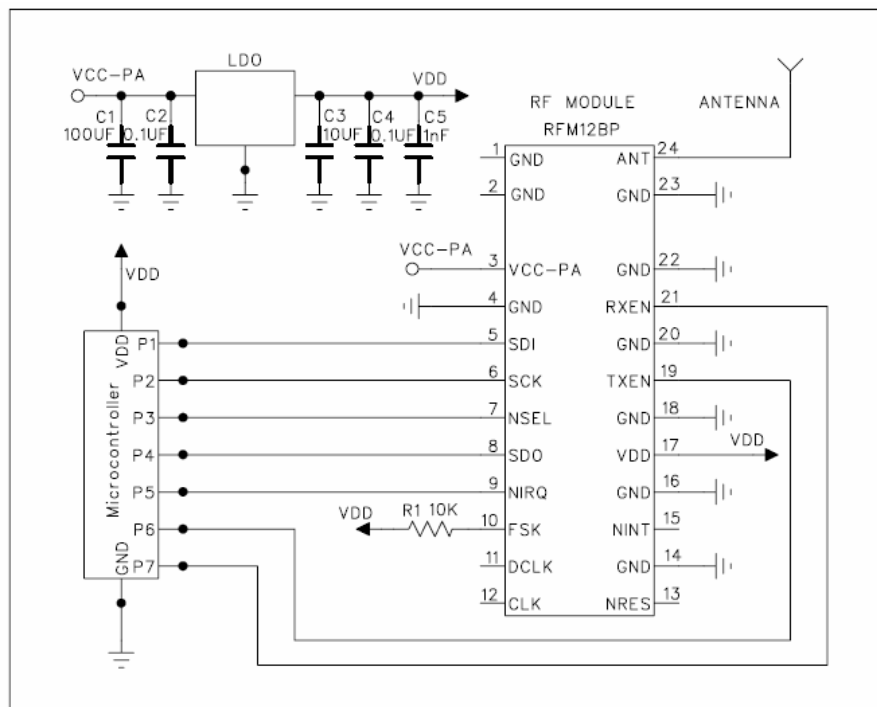 LDO
VCC-PA
VDD
C1
100UF
C2
0.1UF
C3
10UF
C4
0.1UF
C5
1nF
RF MODULE
RFM12BP
ANTENNA
1 GND
2 GND
VCC-PA
3 VCC-PA
4 GND
5 SDI
6 SCK
7 NSEL
8 SDO
9 NIRQ
VDD
R1 10K
10 FSK
11 DCLK
12 CLK
ANT 24
GND 23
GND 22
RXEN 21
GND 20
TXEN 19
GND 18
VDD 17
VDD
GND 16
NINT 15
GND 14
NRES 13
VDD
Microcontroller
VDD
GND
P1
P2
P3
P4
P5
P6
P7